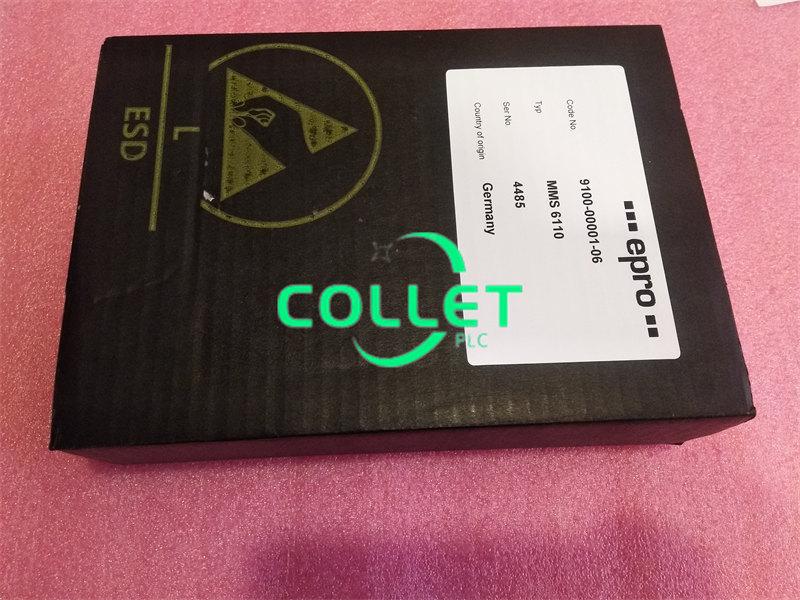 L
ESD
epro
Code No. 9100-00001-06
Typ MMS 6110
Ser No. 4485
Country of origin Germany
COLLET
PLC